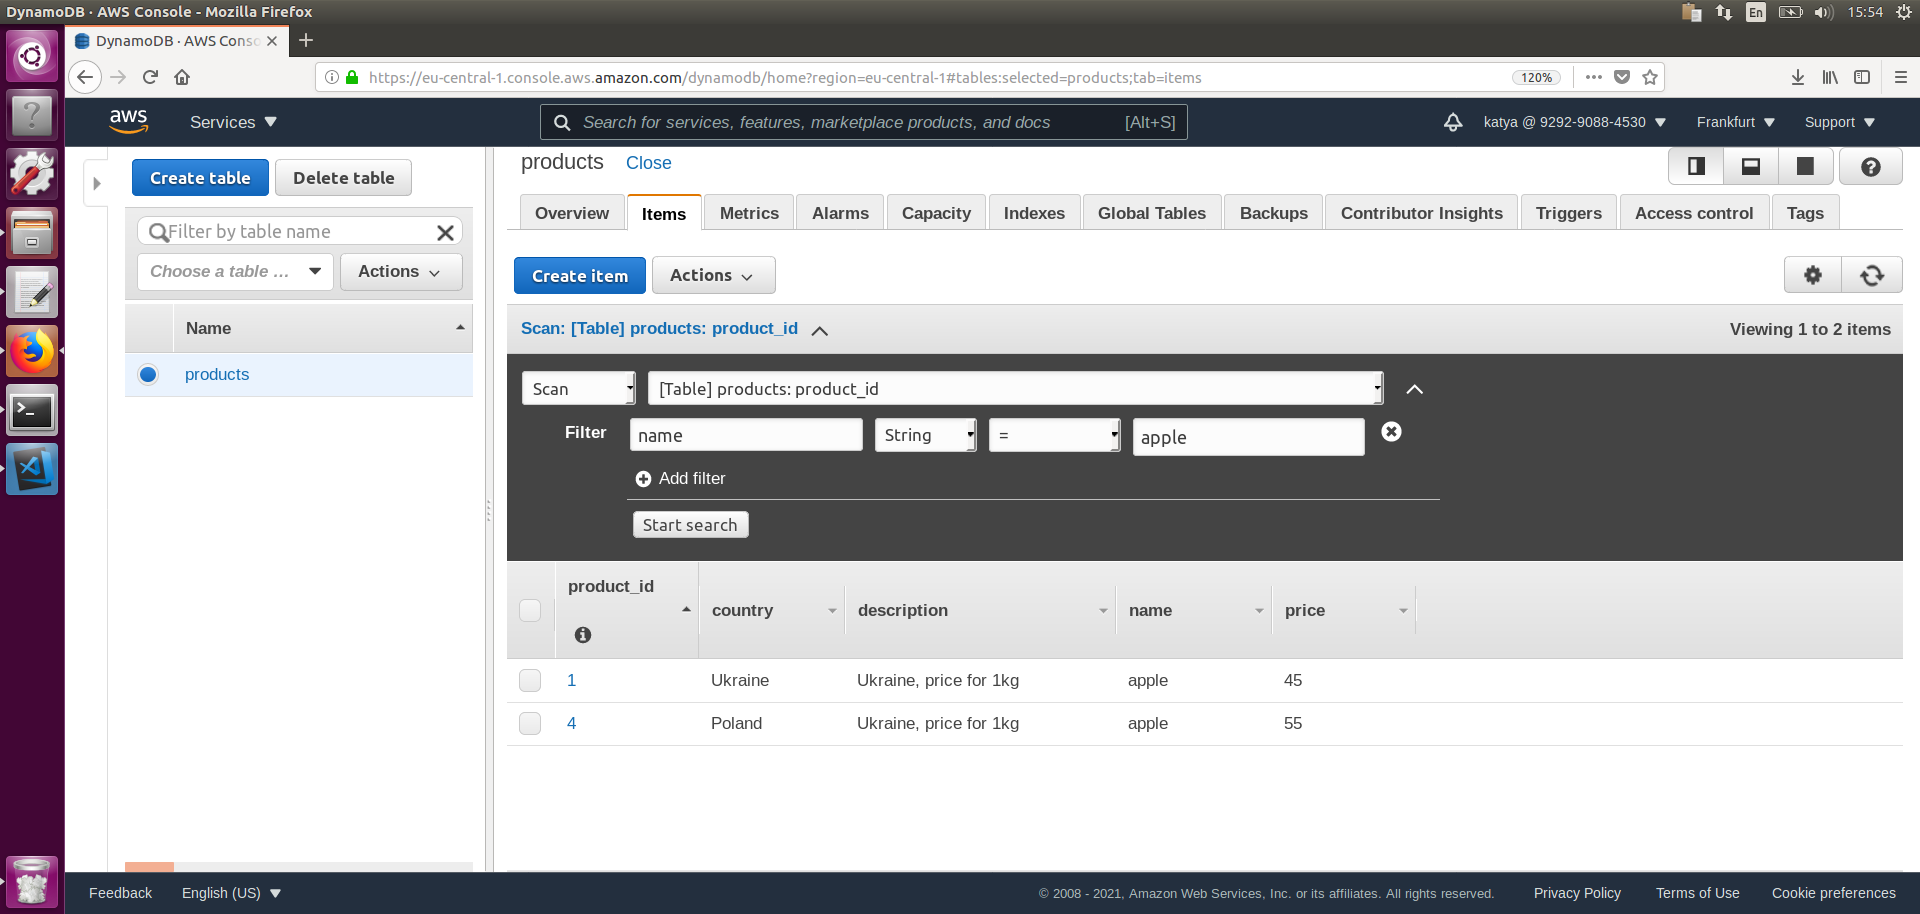 DynamoDB · AWS Console - Mozilla Firefox
En
15:54
DynamoDB · AWS Conso
https://eu-central-1.console.aws.amazon.com/dynamodb/home?region=eu-central-1#tables:selected=products;tab=items
120%
aws
Services
Search for services, features, marketplace products, and docs
[Alt+S]
katya @ 9292-9088-4530
Frankfurt
Support
Create table
Delete table
Filter by table name
Choose a table ...
Actions
Name
products
products
Close
Overview
Items
Metrics
Alarms
Capacity
Indexes
Global Tables
Backups
Contributor Insights
Triggers
Access control
Tags
Create item
Actions
Scan: [Table] products: product_id
Viewing 1 to 2 items
Scan
[Table] products: product_id
Filter
name
String
=
apple
Add filter
Start search
product_id
country
description
name
price
1
Ukraine
Ukraine, price for 1kg
apple
45
4
Poland
Ukraine, price for 1kg
apple
55
Feedback
English (US)
© 2008 - 2021, Amazon Web Services, Inc. or its affiliates. All rights reserved.
Privacy Policy
Terms of Use
Cookie preferences